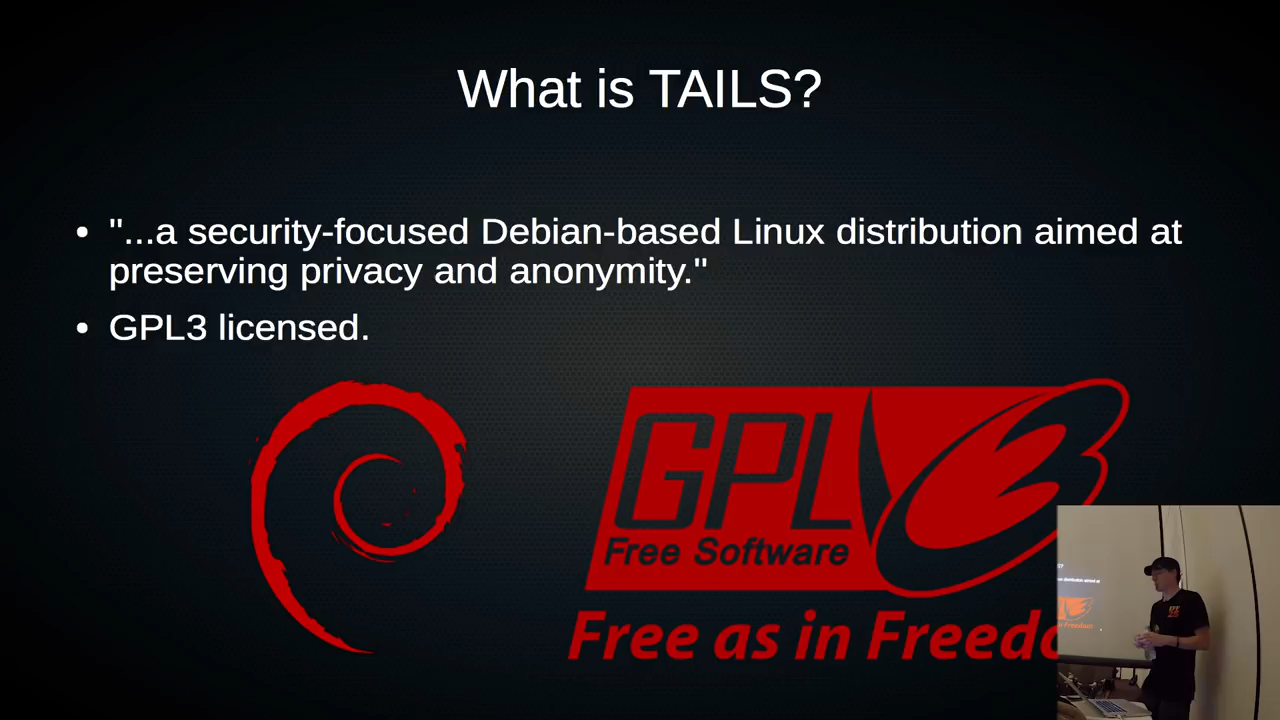 What is TAILS?
• "...a security-focused Debian-based Linux distribution aimed at
preserving privacy and anonymity."
• GPL3 licensed.
GPL 3
Free Software
Free as in Freedo